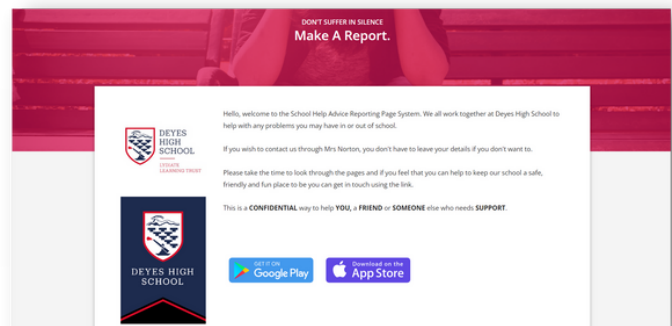 DON'T SUFFER IN SILENCE
Make A Report.
DEYES
HIGH
SCHOOL
LYDIATE
LEARNING TRUST
Hello, welcome to the School Help Advice Reporting Page System. We all work together at Deyes High School to
help with any problems you may have in or out of school.
If you wish to contact us through Mrs Norton, you don't have to leave your details if you don't want to.
Please take the time to look through the pages and if you feel that you can help to keep our school a safe,
friendly and fun place to be you can get in touch using the link.
This is a CONFIDENTIAL way to help YOU, a FRIEND or SOMEONE else who needs SUPPORT.
DEYES HIGH
SCHOOL
GET IT ON
Google Play
Download on the
App Store